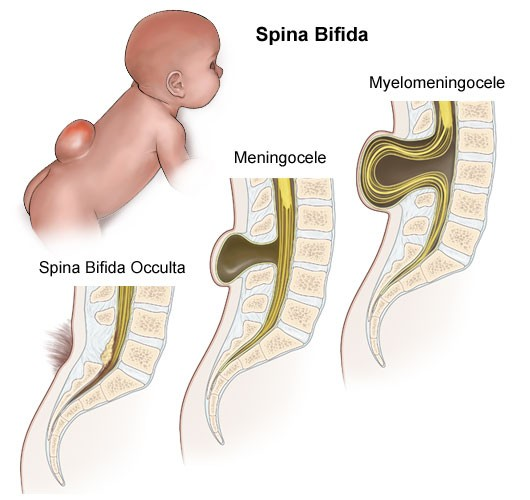 Spina Bifida
Myelomeningocele
Meningocele
Spina Bifida Occulta